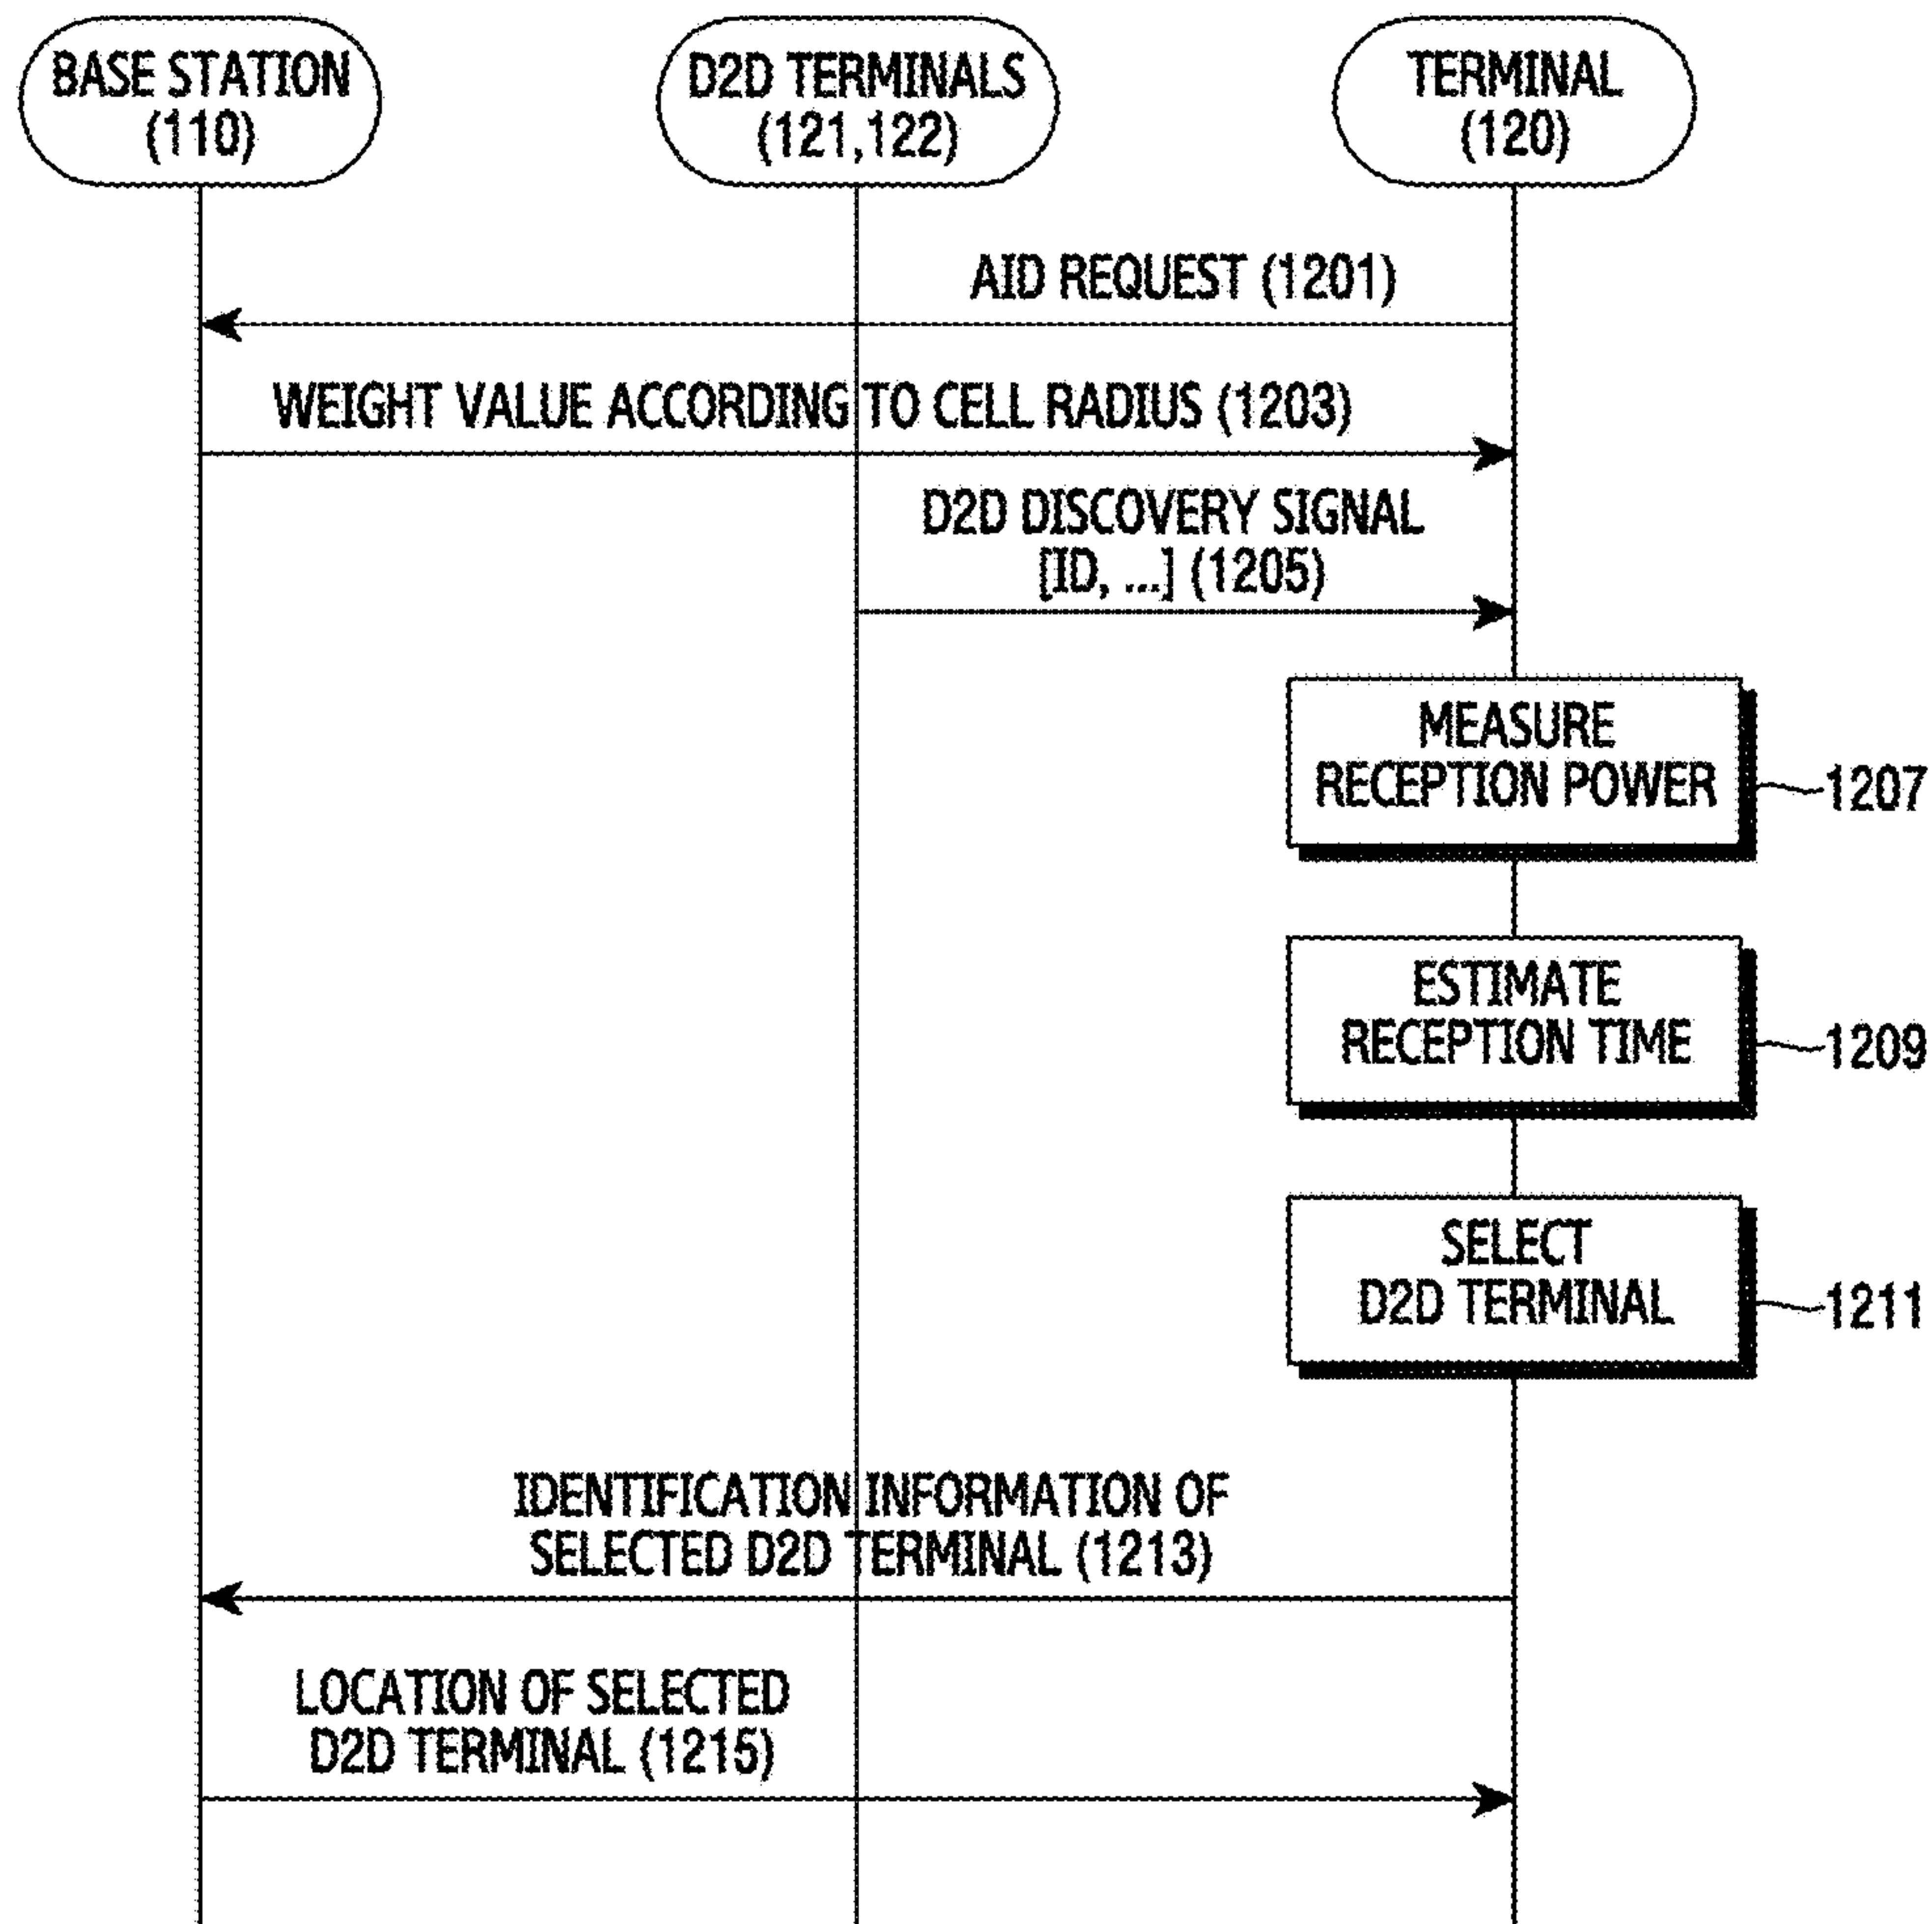 BASE STATION
(110)
D2D TERMINALS
(121,122)
TERMINAL
(120)
AID REQUEST (1201)
WEIGHT VALUE ACCORDING TO CELL RADIUS (1203)
D2D DISCOVERY SIGNAL
[ID, ...] (1205)
MEASURE
RECEPTION POWER
1207
ESTIMATE
RECEPTION TIME
1209
SELECT
D2D TERMINAL
1211
IDENTIFICATION INFORMATION OF
SELECTED D2D TERMINAL (1213)
LOCATION OF SELECTED
D2D TERMINAL (1215)